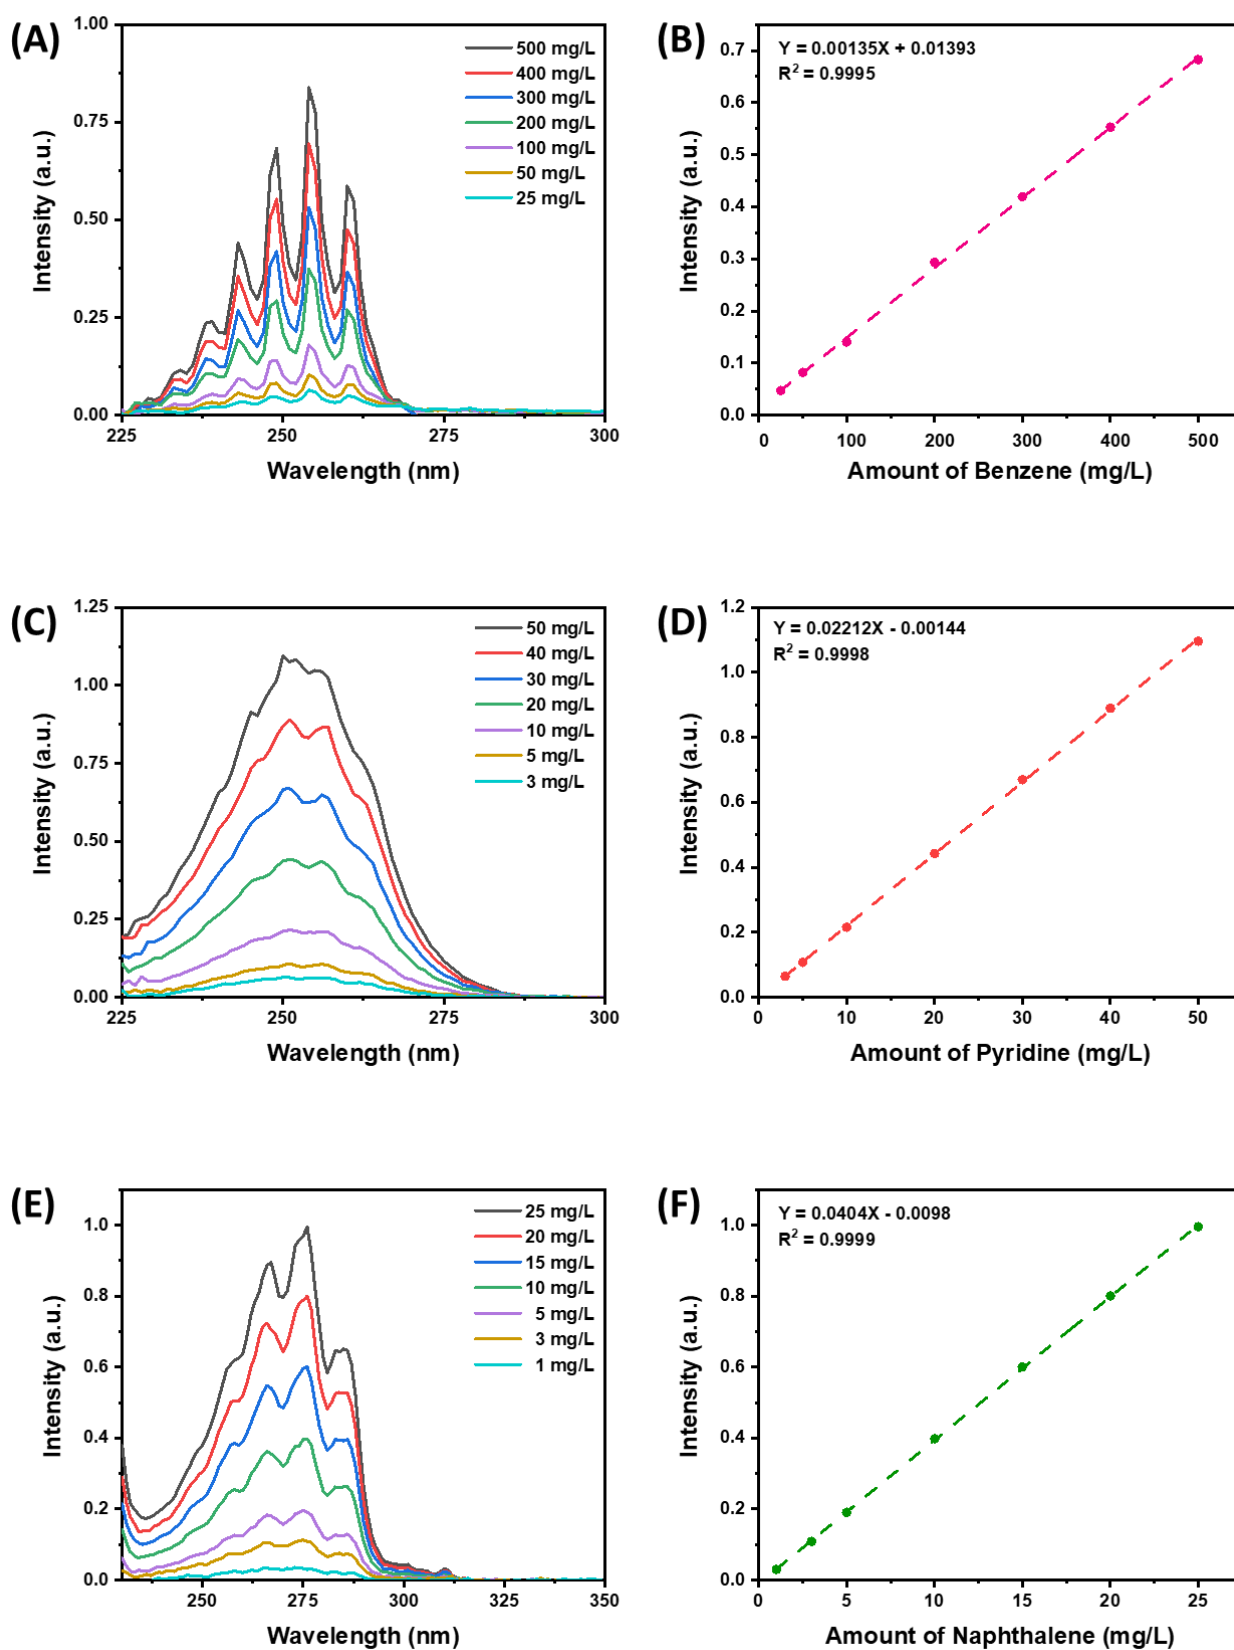 (A)
1.00
0.75
0.50
0.25
0.00
Intensity (a.u.)
500 mg/L
400 mg/L
300 mg/L
200 mg/L
100 mg/L
50 mg/L
25 mg/L
225
250
275
300
Wavelength (nm)
(B)
0.7
0.6
0.5
0.4
0.3
0.2
0.1
0.0
Intensity (a.u.)
Y = 0.00135X + 0.01393
R² = 0.9995
0
100
200
300
400
500
Amount of Benzene (mg/L)
(C)
1.25
1.00
0.75
0.50
0.25
0.00
Intensity (a.u.)
50 mg/L
40 mg/L
30 mg/L
20 mg/L
10 mg/L
5 mg/L
3 mg/L
225
250
275
300
Wavelength (nm)
(D)
1.2
1.0
0.8
0.6
0.4
0.2
0.0
Intensity (a.u.)
Y = 0.02212X - 0.00144
R² = 0.9998
0
10
20
30
40
50
Amount of Pyridine (mg/L)
(E)
1.0
0.8
0.6
0.4
0.2
0.0
Intensity (a.u.)
25 mg/L
20 mg/L
15 mg/L
10 mg/L
5 mg/L
3 mg/L
1 mg/L
250
275
300
325
350
Wavelength (nm)
(F)
1.0
0.8
0.6
0.4
0.2
0.0
Intensity (a.u.)
Y = 0.0404X - 0.0098
R² = 0.9999
0
5
10
15
20
25
Amount of Naphthalene (mg/L)